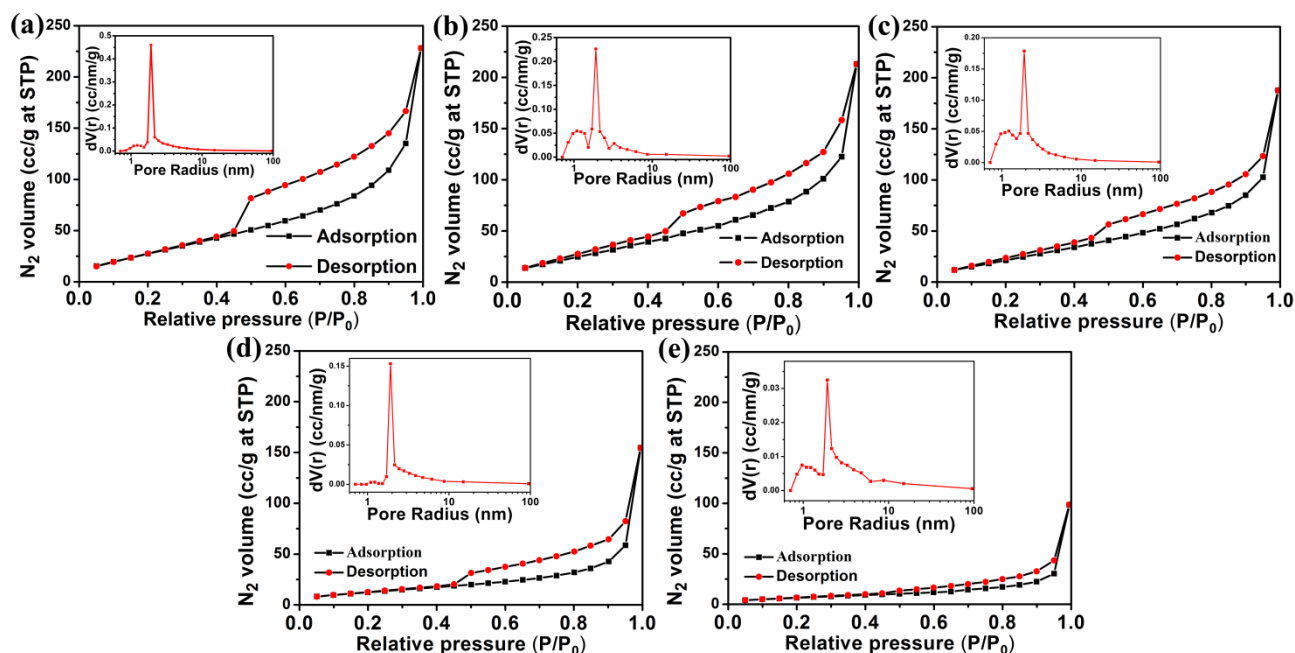 (a)
250
200
150
100
50
0
N2 volume (cc/g at STP)
0.5
0.4
0.3
0.2
0.1
0.0
dV(r) (cc/nm/g)
1 10 100
Pore Radius (nm)
Adsorption
Desorption
0.0 0.2 0.4 0.6 0.8 1.0
Relative pressure (P/P0)
(b)
250
200
150
100
50
0
N2 volume (cc/g at STP)
0.25
0.20
0.15
0.10
0.05
0.00
dV(r) (cc/nm/g)
1 10 100
Pore Radius (nm)
Adsorption
Desorption
0.0 0.2 0.4 0.6 0.8 1.0
Relative pressure (P/P0)
(c)
250
200
150
100
50
0
N2 volume (cc/g at STP)
0.20
0.15
0.10
0.05
0.00
dV(r) (cc/nm/g)
1 10 100
Pore Radius (nm)
Adsorption
Desorption
0.0 0.2 0.4 0.6 0.8 1.0
Relative pressure (P/P0)
(d)
250
200
150
100
50
0
N2 volume (cc/g at STP)
0.15
0.10
0.05
0.00
dV(r) (cc/nm/g)
1 10 100
Pore Radius (nm)
Adsorption
Desorption
0.0 0.2 0.4 0.6 0.8 1.0
Relative pressure (P/P0)
(e)
250
200
150
100
50
0
N2 volume (cc/g at STP)
0.03
0.02
0.01
0.00
dV(r) (cc/nm/g)
1 10 100
Pore Radius (nm)
Adsorption
Desorption
0.0 0.2 0.4 0.6 0.8 1.0
Relative pressure (P/P0)